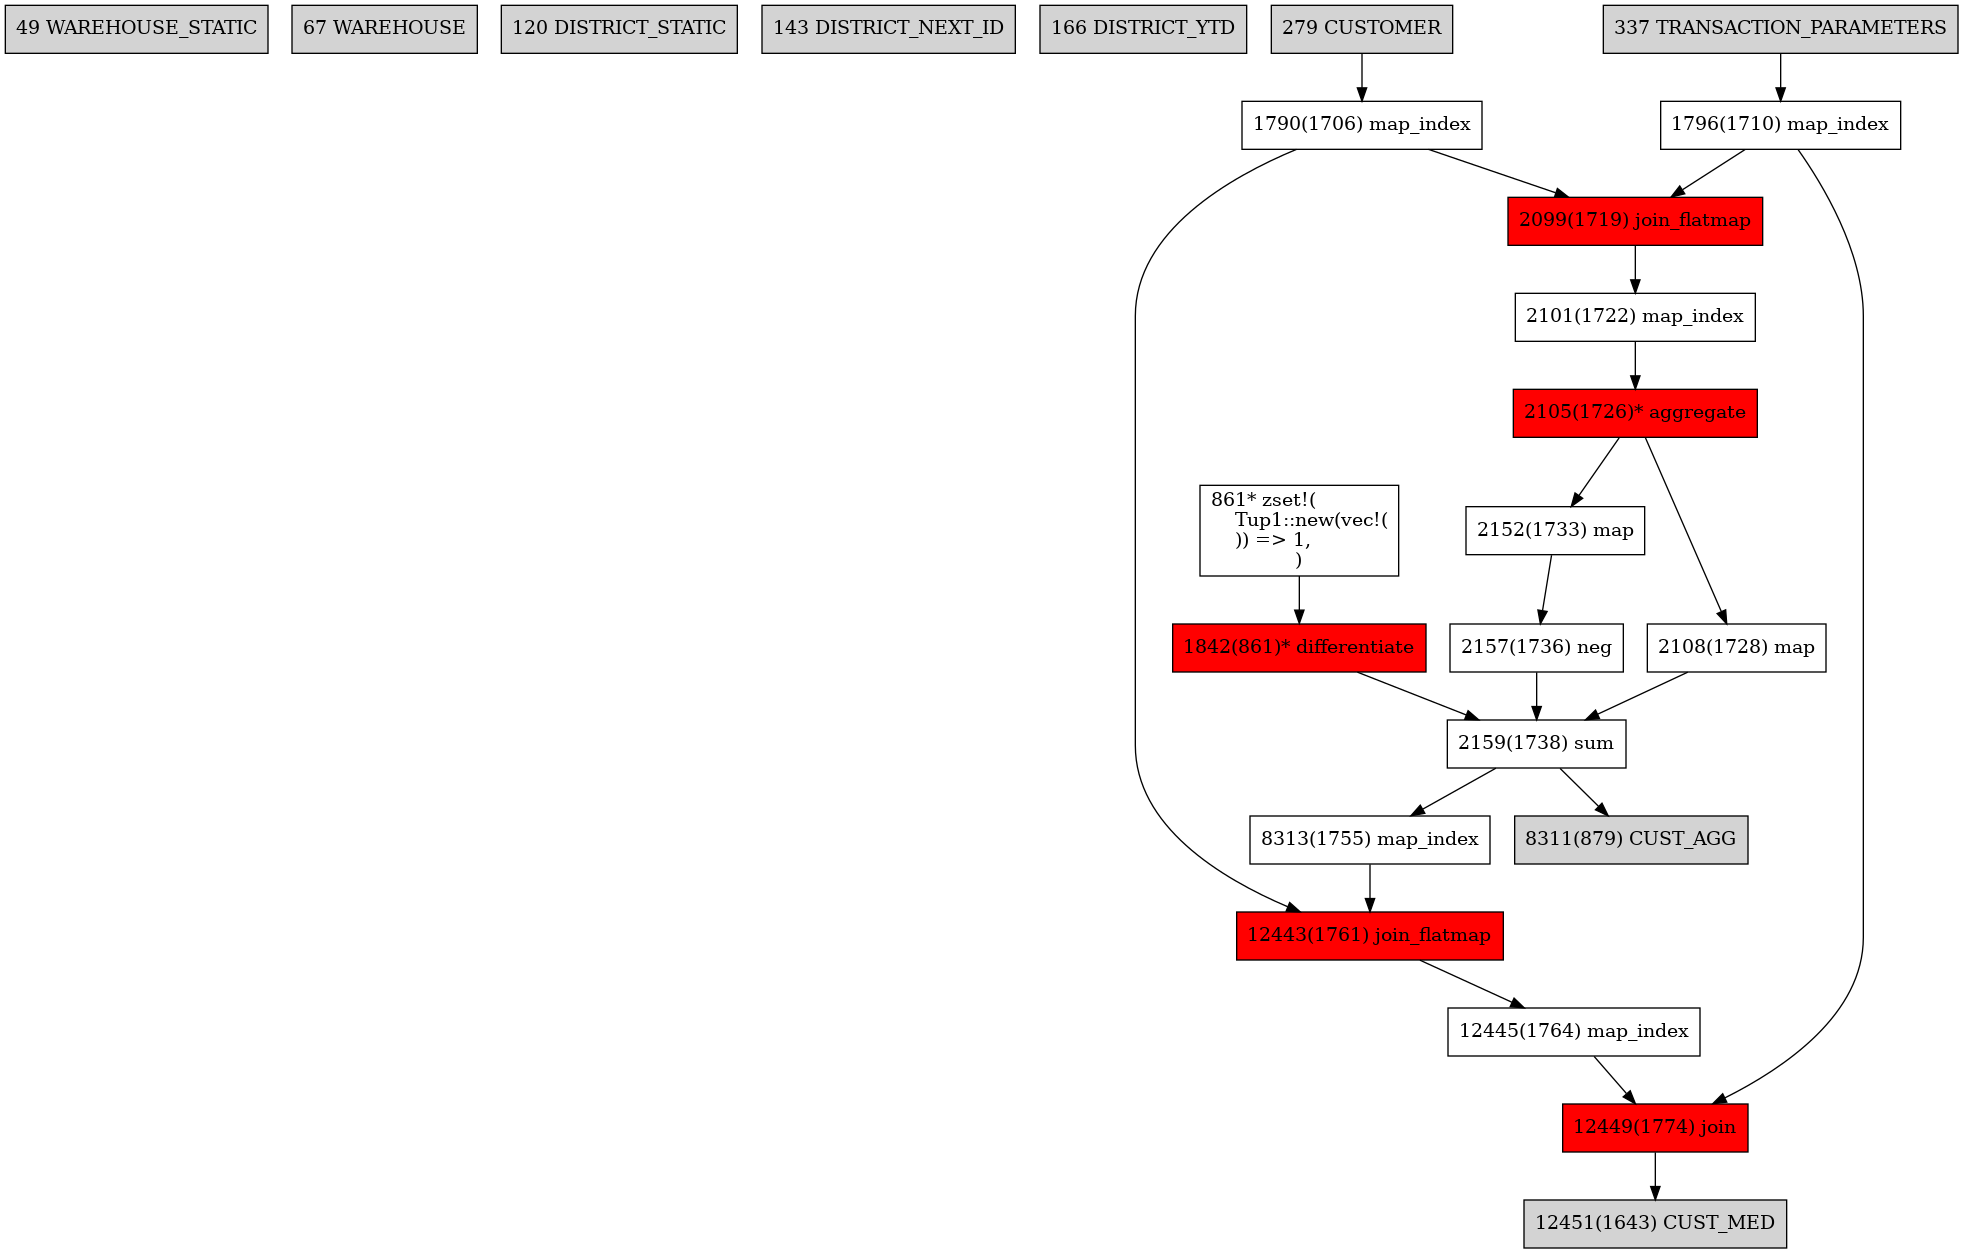 49 WAREHOUSE_STATIC
67 WAREHOUSE
120 DISTRICT_STATIC
143 DISTRICT_NEXT_ID
166 DISTRICT_YTD
279 CUSTOMER
337 TRANSACTION_PARAMETERS
1790(1706) map_index
1796(1710) map_index
2099(1719) join_flatmap
2101(1722) map_index
2105(1726)* aggregate
861* zset!(
Tup1::new(vec!(
)) => 1,
)
2152(1733) map
1842(861)* differentiate
2157(1736) neg
2108(1728) map
2159(1738) sum
8313(1755) map_index
8311(879) CUST_AGG
12443(1761) join_flatmap
12445(1764) map_index
12449(1774) join
12451(1643) CUST_MED